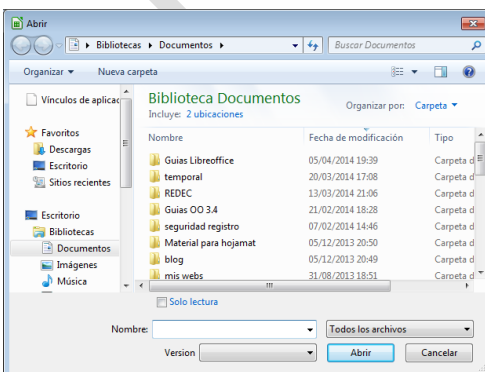 Abrir
Bibliotecas Documentos
Buscar Documentos
Organizar Nueva carpeta
Vínculos de aplicac
Favoritos
Descargas
Escritorio
Sitios recientes
Escritorio
Bibliotecas
Documentos
Imágenes
Música
Biblioteca Documentos
Incluye: 2 ubicaciones
Organizar por: Carpeta
Nombre Fecha de modificación Tipo
Guias Libreoffice 05/04/2014 19:39 Carpeta d
temporal 20/03/2014 17:08 Carpeta d
REDEC 13/03/2014 21:06 Carpeta d
Guias OO 3.4 21/02/2014 18:28 Carpeta d
seguridad registro 07/02/2014 14:46 Carpeta d
Material para hojamat 05/12/2013 20:50 Carpeta d
blog 05/12/2013 20:49 Carpeta d
mis webs 31/08/2013 18:51 Carpeta d
Solo lectura
Nombre: Todos los archivos
Version Abrir Cancelar